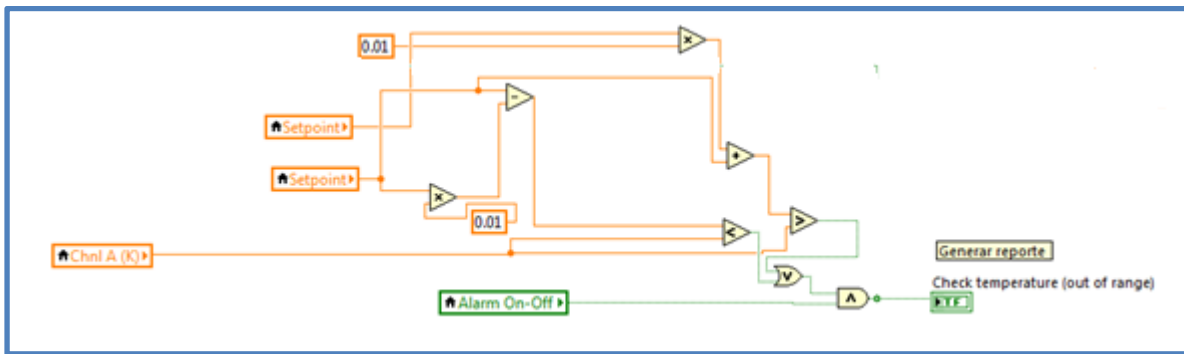 0.01
Setpoint
Setpoint
0.01
Chnl A (K)
Generar reporte
Check temperature (out of range)
Alarm On-Off
TF